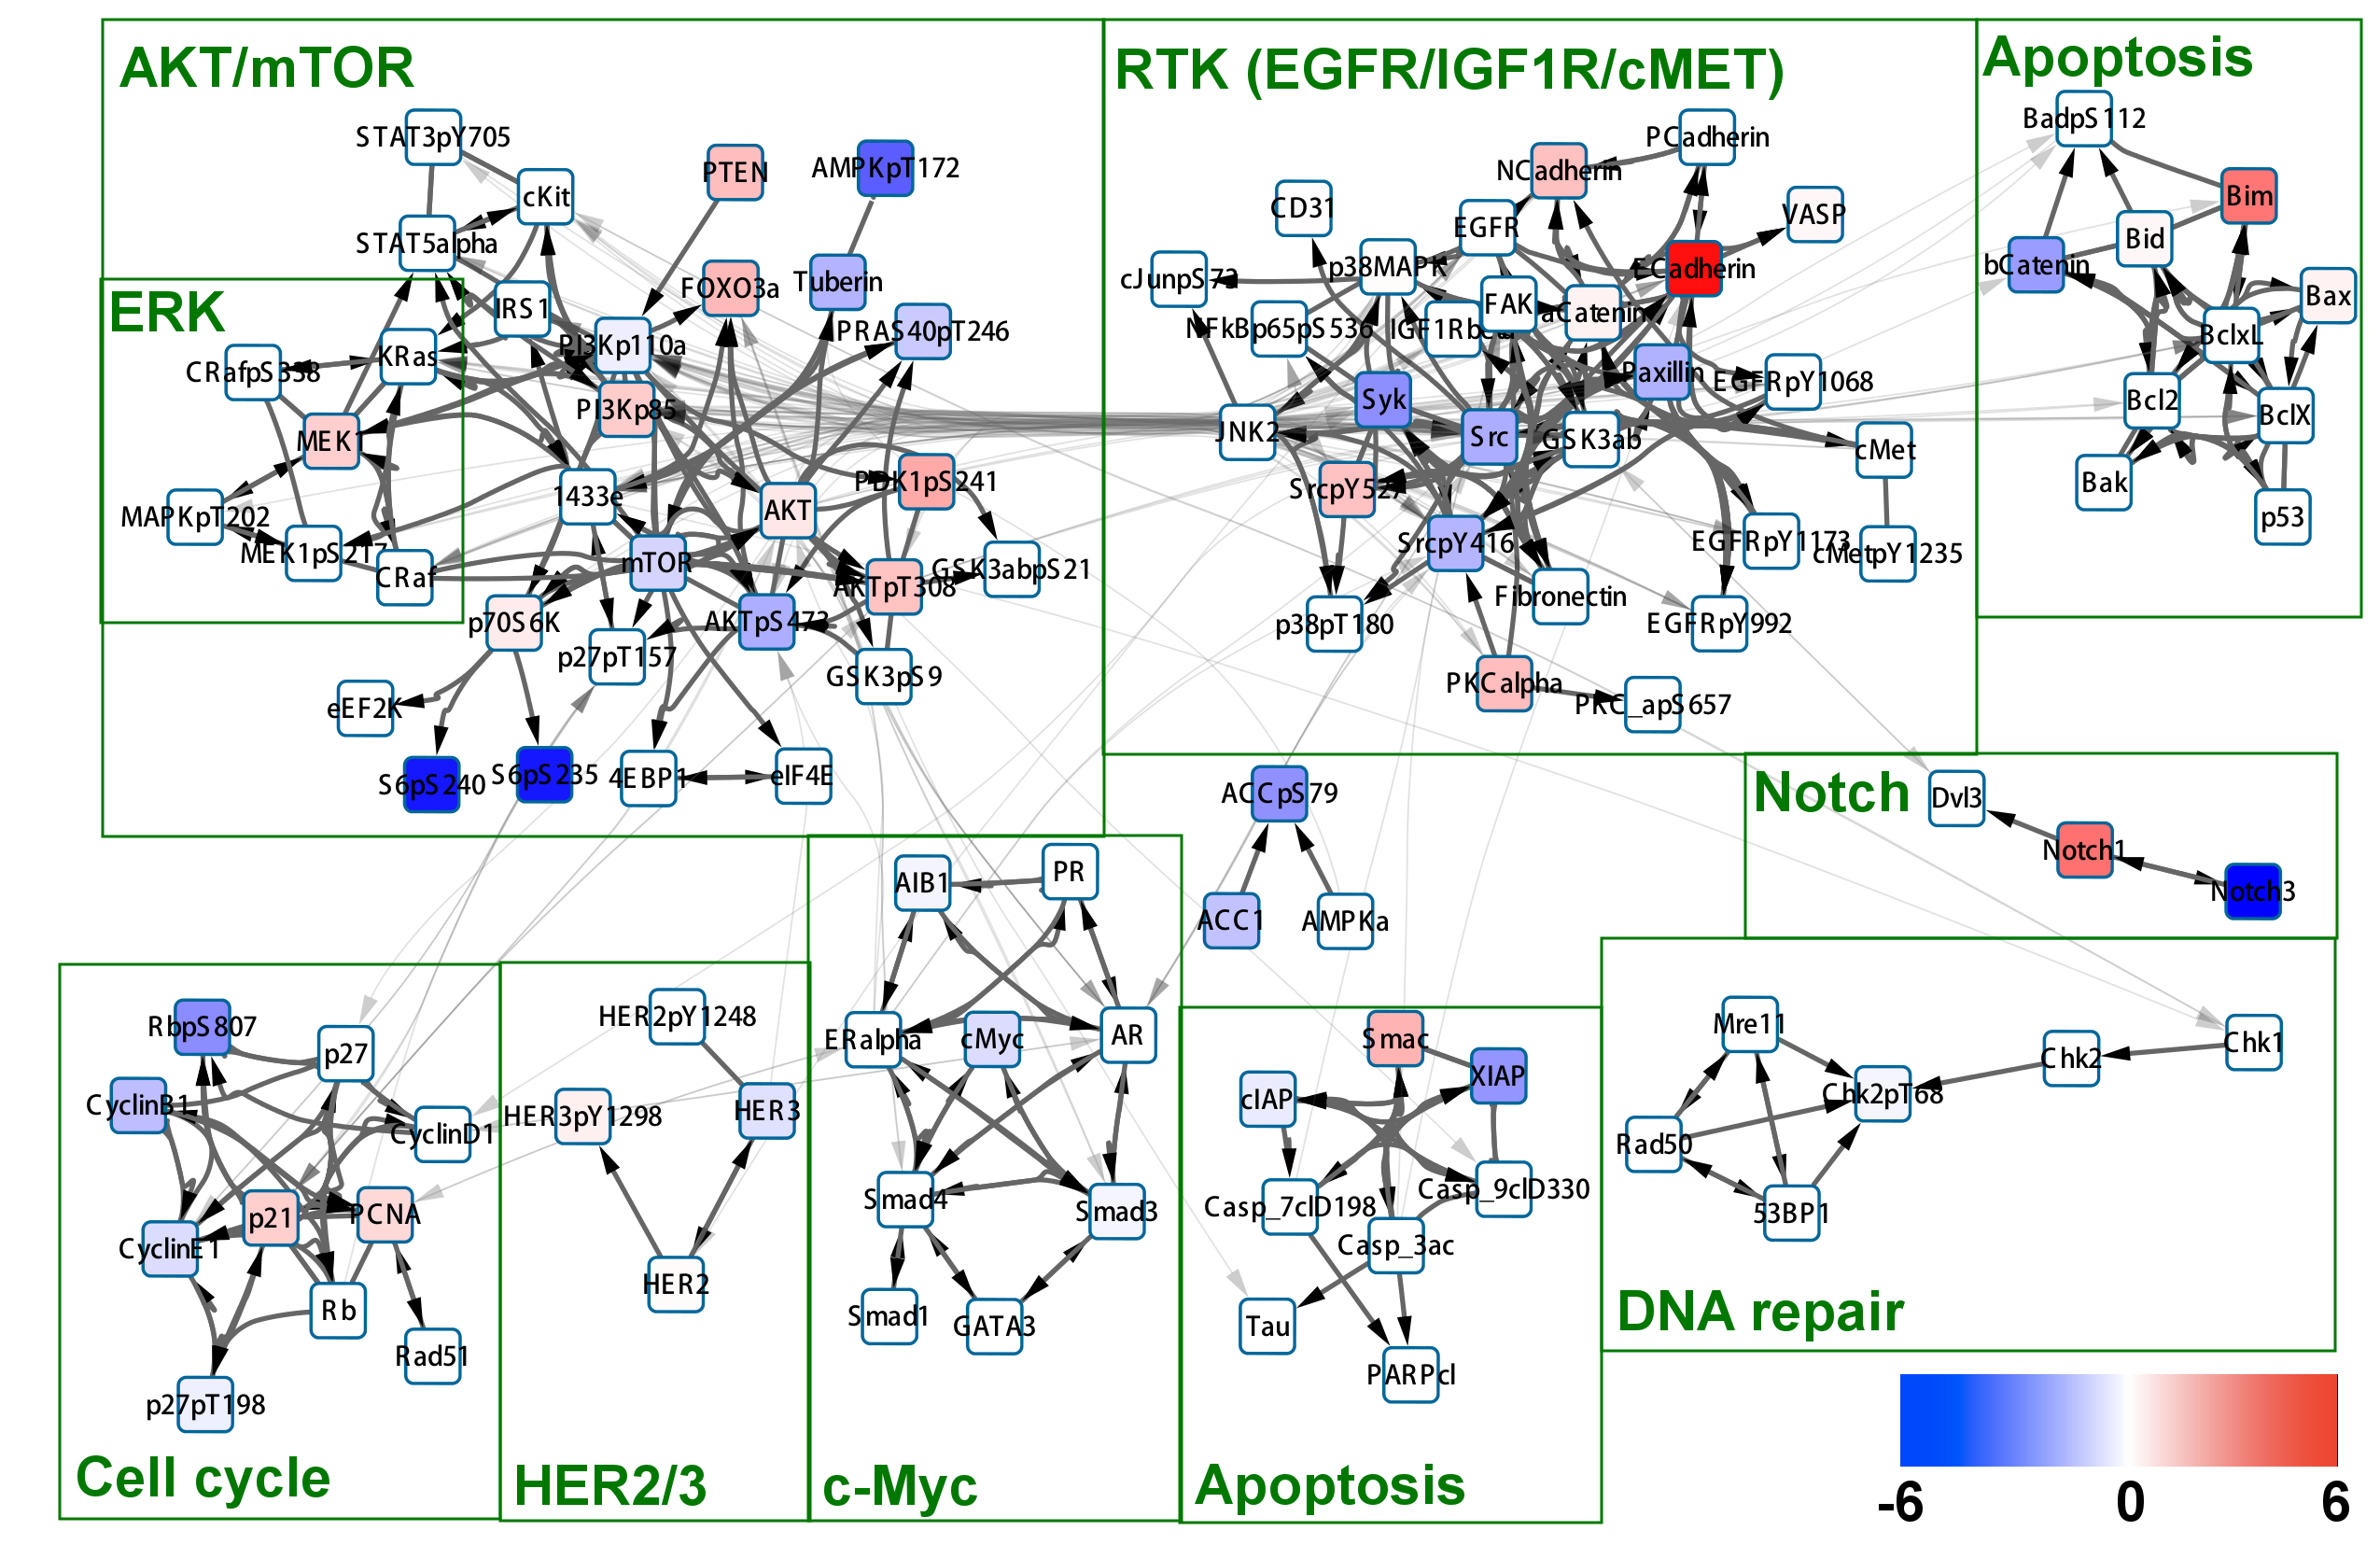 AKT/mTOR
STAT3pY705
cKit
STAT5alpha
PTEN
AMPKpT172
FOXO3a
Tuberin
IRS1
PI3Kp110a
PRAS40pT246
PI3Kp85
ERK
CRafpS338
KRas
MEK1
MAPKpT202
MEK1pS217
CRaf
1433e
AKT
PDK1pS241
mTOR
AKTpT308
GSK3abpS21
p70S6K
p27pT157
AKTpS473
GSK3pS9
eEF2K
S6pS240
S6pS235
4EBP1
eIF4E
RTK (EGFR/IGF1R/cMET)
PCadherin
NCadherin
CD31
EGFR
VASP
cJunpS73
p38MAPK
ECadherin
FAK
NFkBp65pS536
aCatenin
Syk
Paxillin
EGFRpY1068
JNK2
Src
GSK3ab
cMet
SrcpY527
SrcpY416
EGFRpY1173
cMetpY1235
Fibronectin
p38pT180
EGFRpY992
PKCalpha
PKC_apS657
Apoptosis
BadpS112
Bim
Bid
bCatenin
Bax
BclxL
Bcl2
BclX
Bak
p53
ACCpS79
ACC1
AMPKa
Notch
Dvl3
Notch1
Notch3
Cell cycle
RbpS807
p27
CyclinB1
CyclinD1
p21
PCNA
CyclinE1
Rb
Rad51
p27pT198
HER2/3
HER2pY1248
HER3pY1298
HER3
HER2
c-Myc
AIB1
PR
ERalpha
cMyc
AR
Smad4
Smad3
Smad1
GATA3
Apoptosis
Smac
XIAP
cIAP
Casp_7clD198
Casp_9clD330
Casp_3ac
Tau
PARPcl
DNA repair
Mre11
Chk1
Chk2
Chk2pT68
Rad50
53BP1
-6 0 6